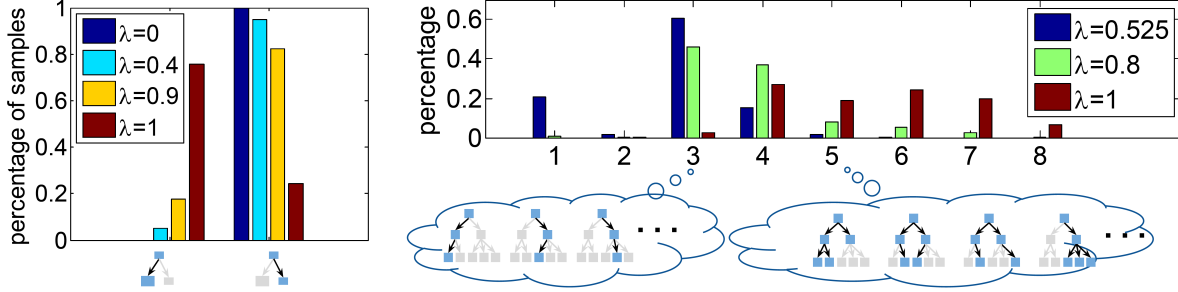 percentage of samples
1
0.8
0.6
0.4
0.2
0
λ=0
λ=0.4
λ=0.9
λ=1
percentage
0.6
0.4
0.2
0
λ=0.525
λ=0.8
λ=1
1 2 3 4 5 6 7 8